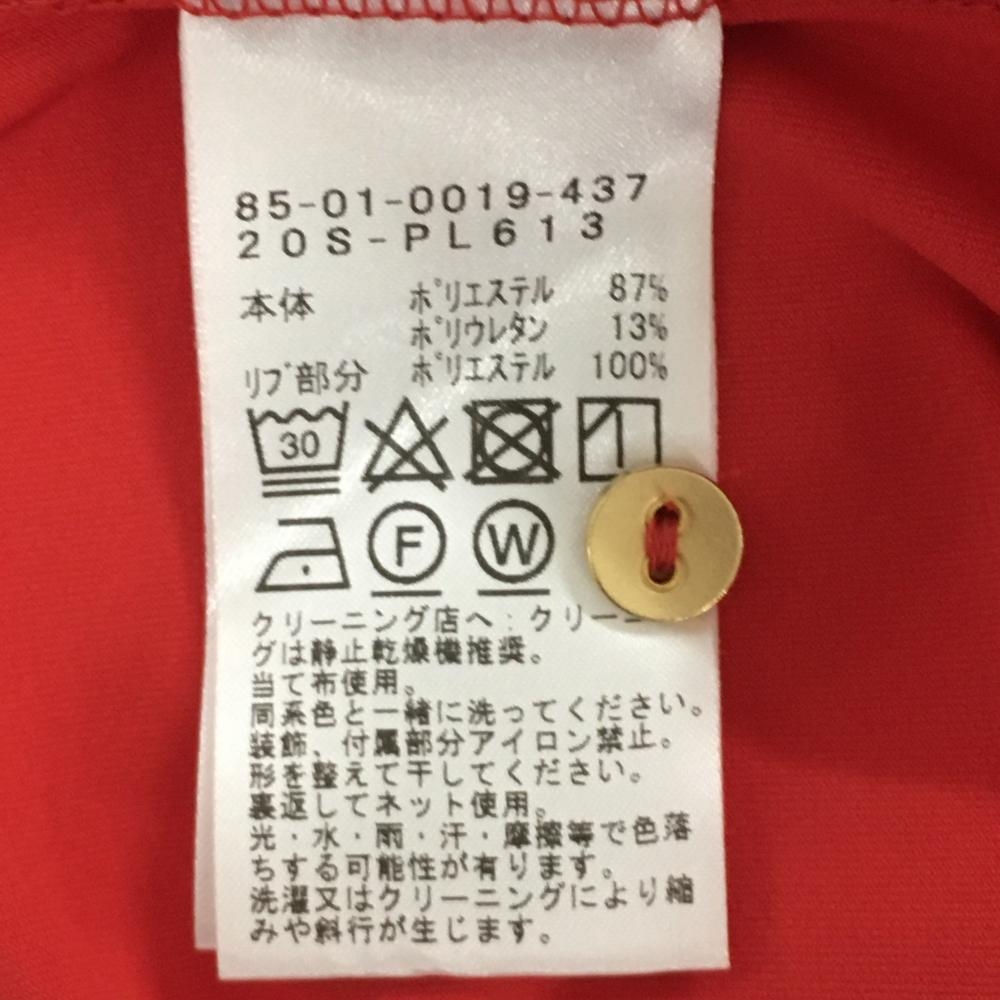 85-01-0019-437
20S-PL613
本体 ポリエステル 87%
ポリウレタン 13%
リブ部分 ポリエステル 100%
30
F W
クリーニング店へ:クリーニン
グは静止乾燥機推奨。
当て布使用。
同系色と一緒に洗ってください。
装飾、付属部分アイロン禁止。
形を整えて干してください。
裏返してネット使用。
光・水・雨・汗・摩擦等で色落
ちする可能性が有ります。
洗濯又はクリーニングにより縮
みや斜行が生じます。